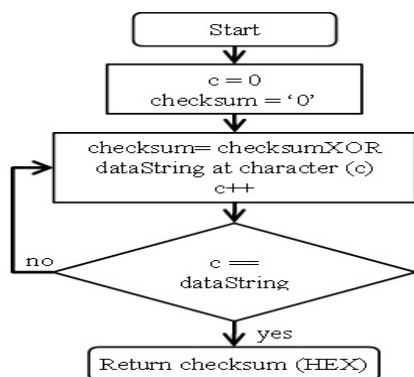 Start
c = 0
checksum = ‘0’
checksum= checksumXOR
dataString at character (c)
c++
no
c ==
dataString
yes
Return checksum (HEX)